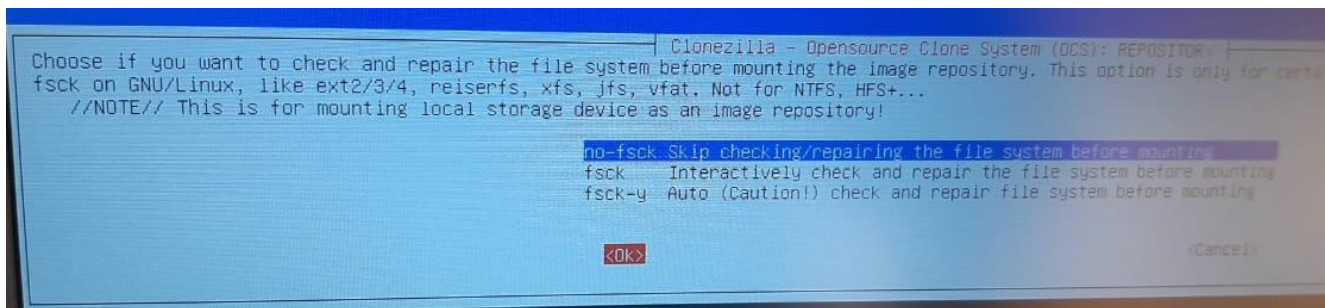 Clonezilla - Opensource Clone System (OCS): REPOSITORY
Choose if you want to check and repair the file system before mounting the image repository. This option is only for
fsck on GNU/Linux, like ext2/3/4, reiserfs, xfs, jfs, vfat. Not for NTFS, HFS+...
//NOTE// This is for mounting local storage device as an image repository!
no-fsck Skip checking/repairing the file system before mounting
fsck Interactively check and repair the file system before mounting
fsck-y Auto (Caution!) check and repair file system before mounting
<Ok> <Cancel>